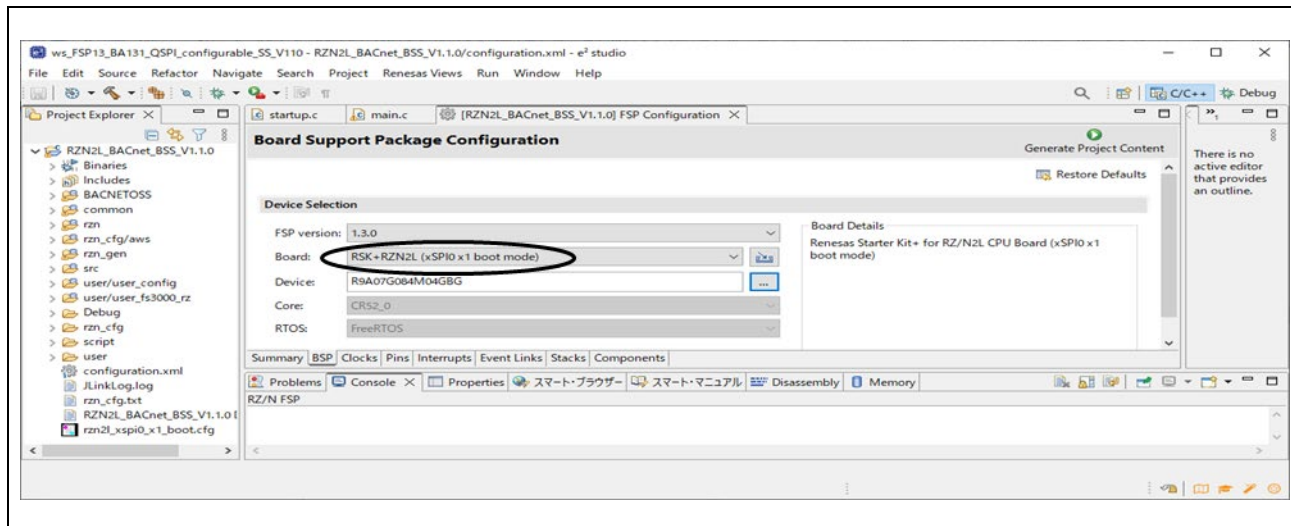 ws_FSP13_BA131_QSPI_configurable_SS_V110 - RZN2L_BACnet_BSS_V1.1.0/configuration.xml - e² studio
File Edit Source Refactor Navigate Search Project Renesas Views Run Window Help
C/C++ Debug
Project Explorer
startup.c main.c [RZN2L_BACnet_BSS_V1.1.0] FSP Configuration
Board Support Package Configuration
Generate Project Content
Restore Defaults
There is no
active editor
that provides
an outline.
RZN2L_BACnet_BSS_V1.1.0
Binaries
Includes
BACNETOSS
common
rzn
rzn_cfg/aws
rzn_gen
src
user/user_config
user/user_fs3000_rz
Debug
rzn_cfg
script
user
configuration.xml
JLinkLog.log
rzn_cfg.txt
RZN2L_BACnet_BSS_V1.1.0 [
rzn2l_xspi0_x1_boot.cfg
Device Selection
FSP version: 1.3.0
Board: RSK+RZN2L (xSPI0 x1 boot mode)
Device: R9A07G084M04GBG
...
Core: CR52_0
RTOS: FreeRTOS
Board Details
Renesas Starter Kit+ for RZ/N2L CPU Board (xSPI0 x1
boot mode)
Summary BSP Clocks Pins Interrupts Event Links Stacks Components
Problems Console Properties スマート・ブラウザー スマート・マニュアル Disassembly Memory
RZ/N FSP